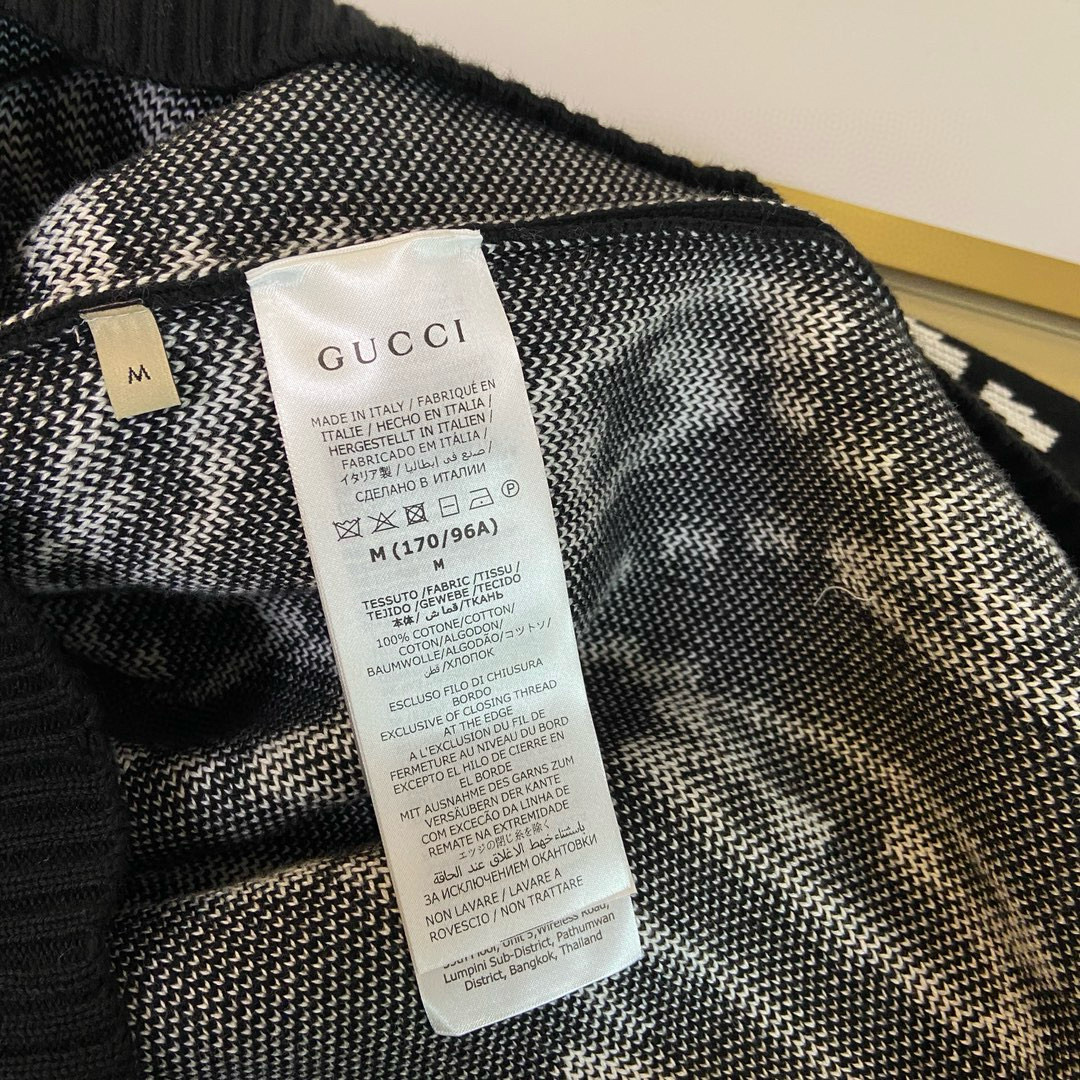 M
GUCCI
MADE IN ITALY / FABRIQUÉ EN
ITALIE / HECHO EN ITALIA /
HERGESTELLT IN ITALIEN /
FABRICADO EM ITÁLIA /
イタリア製 / صنع في إيطاليا /
СДЕЛАНО В ИТАЛИИ
P
M (170/96A)
M
TESSUTO /FABRIC /TISSU /
TEJIDO /GEWEBE /TECIDO
本体/ قماش /ТКАНЬ
100% COTONE/COTTON/
COTON/ALGODON/
BAUMWOLLE/ALGODÃO/コットン/
قطن /ХЛОПОК
ESCLUSO FILO DI CHIUSURA
BORDO
EXCLUSIVE OF CLOSING THREAD
AT THE EDGE
A L'EXCLUSION DU FIL DE
FERMETURE AU NIVEAU DU BORD
EXCEPTO EL HILO DE CIERRE EN
EL BORDE
MIT AUSNAHME DES GARNS ZUM
VERSÄUBERN DER KANTE
COM EXCECÃO DA LINHA DE
REMATE NA EXTREMIDADE
エッジの閉じ糸を除く
باستثناء خيط الإغلاق عند الحافة
ЗА ИСКЛЮЧЕНИЕМ ОКАНТОВКИ
NON LAVARE / LAVARE A
ROVESCIO / NON TRATTARE
Floor, Unit 5,Wireless Road,
Lumpini Sub-District, Pathumwan
District, Bangkok, Thailand